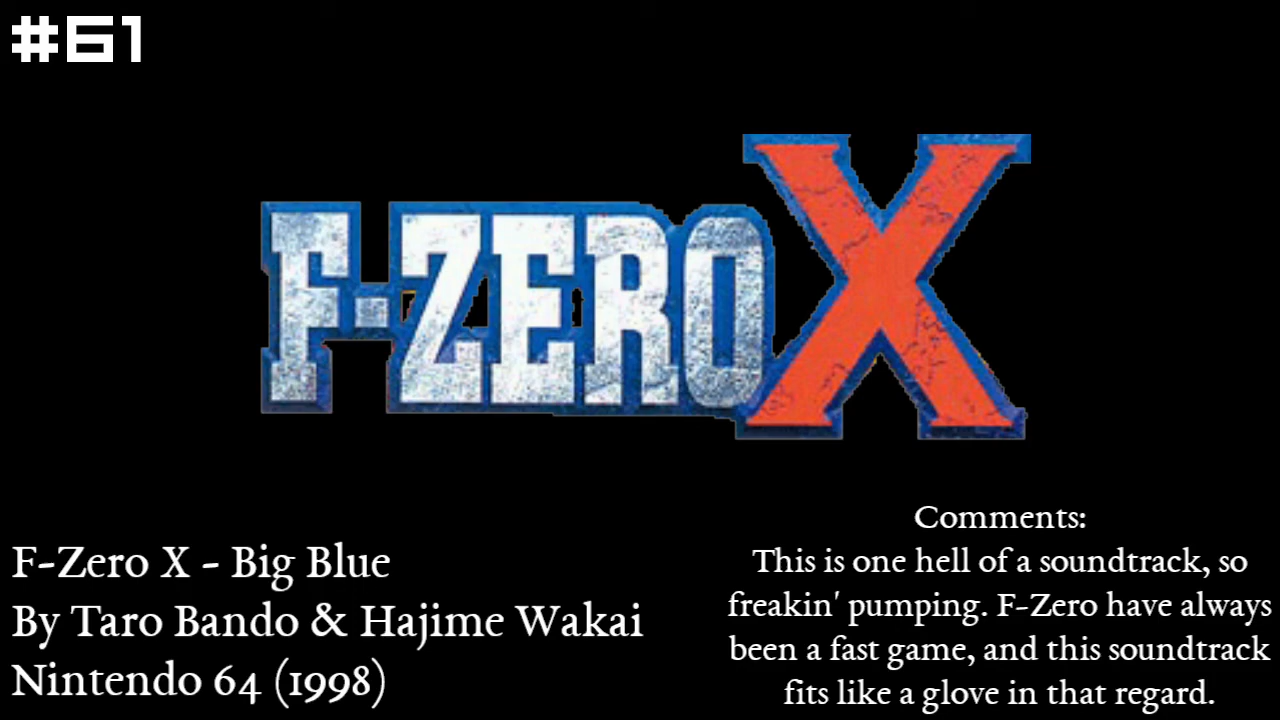 #61
F-ZERO X
F-Zero X - Big Blue
By Taro Bando & Hajime Wakai
Nintendo 64 (1998)
Comments:
This is one hell of a soundtrack, so
freakin' pumping. F-Zero have always
been a fast game, and this soundtrack
fits like a glove in that regard.